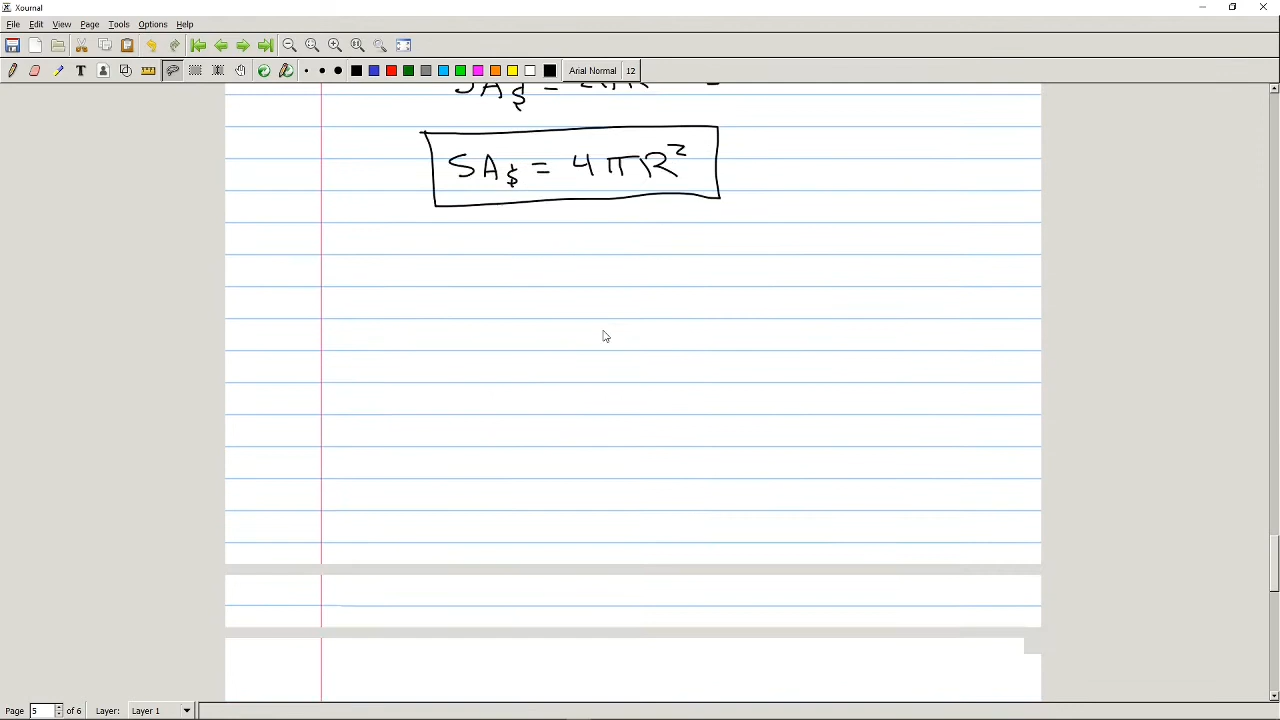 Xournal
File Edit View Page Tools Options Help
T Arial Normal 12
SA$ = 4πR²
Page 5 of 6 Layer: Layer 1